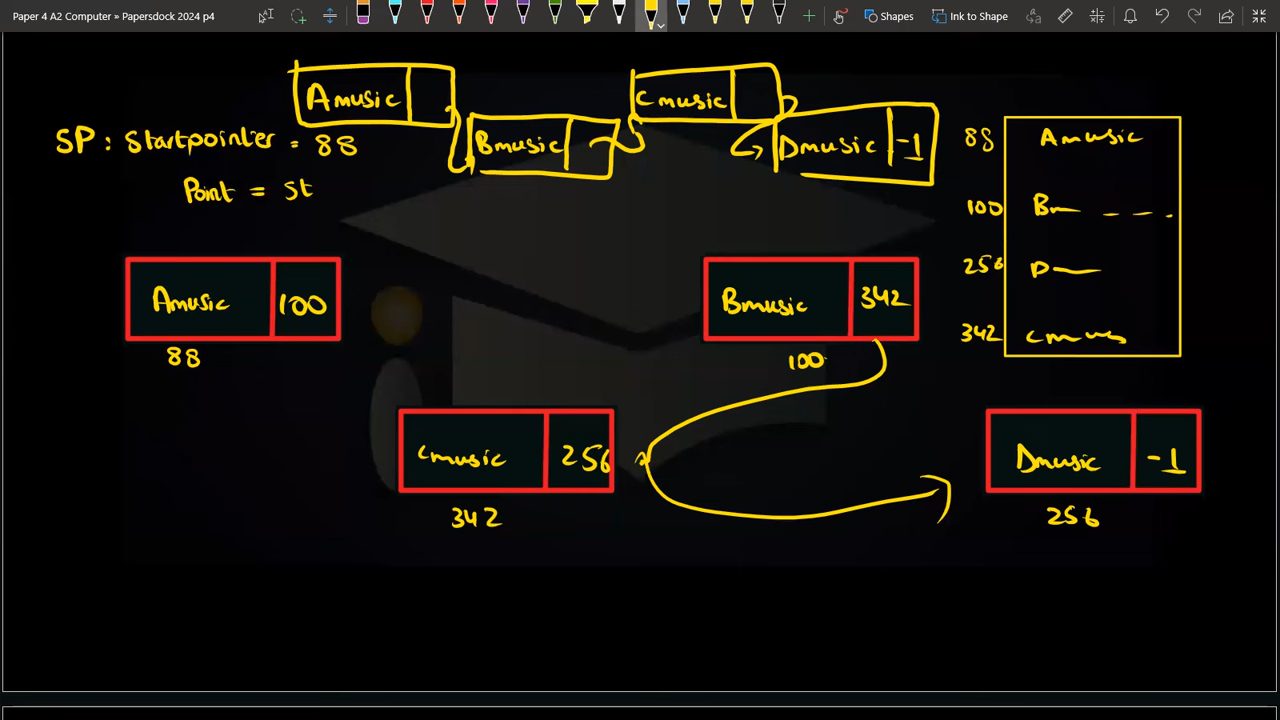 Paper 4 A2 Computer » Papersdock 2024 p4
Shapes
Ink to Shape
Amusic
Bmusic
Cmusic
Dmusic -1
SP : Startpointer = 88
Point = St
88 Amusic
100
256 D
342
Amusic 100
88
Bmusic 342
100
Cmusic 256
342
Dmusic -1
256